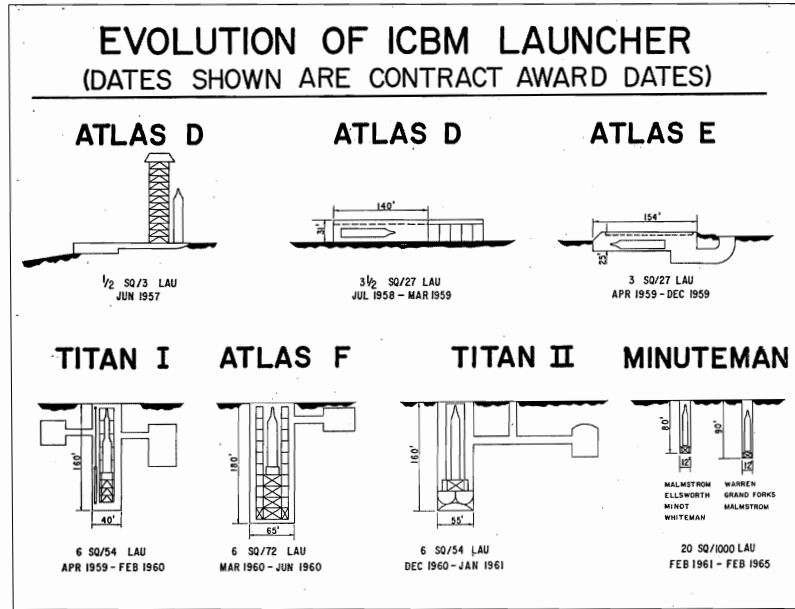 EVOLUTION OF ICBM LAUNCHER
(DATES SHOWN ARE CONTRACT AWARD DATES)
ATLAS D
1/2 SQ/3 LAU
JUN 1957
ATLAS D
140'
31'
3 1/2 SQ/27 LAU
JUL 1958 – MAR 1959
ATLAS E
154'
25'
3 SQ/27 LAU
APR 1959 – DEC 1959
TITAN I
160'
40'
6 SQ/54 LAU
APR 1959 – FEB 1960
ATLAS F
180'
65'
6 SQ/72 LAU
MAR 1960 – JUN 1960
TITAN II
160'
55'
6 SQ/54 LAU
DEC 1960 – JAN 1961
MINUTEMAN
80'
12'
MALMSTROM
ELLSWORTH
MINOT
WHITEMAN
90'
12'
WARREN
GRAND FORKS
MALMSTROM
20 SQ/1000 LAU
FEB 1961 – FEB 1965